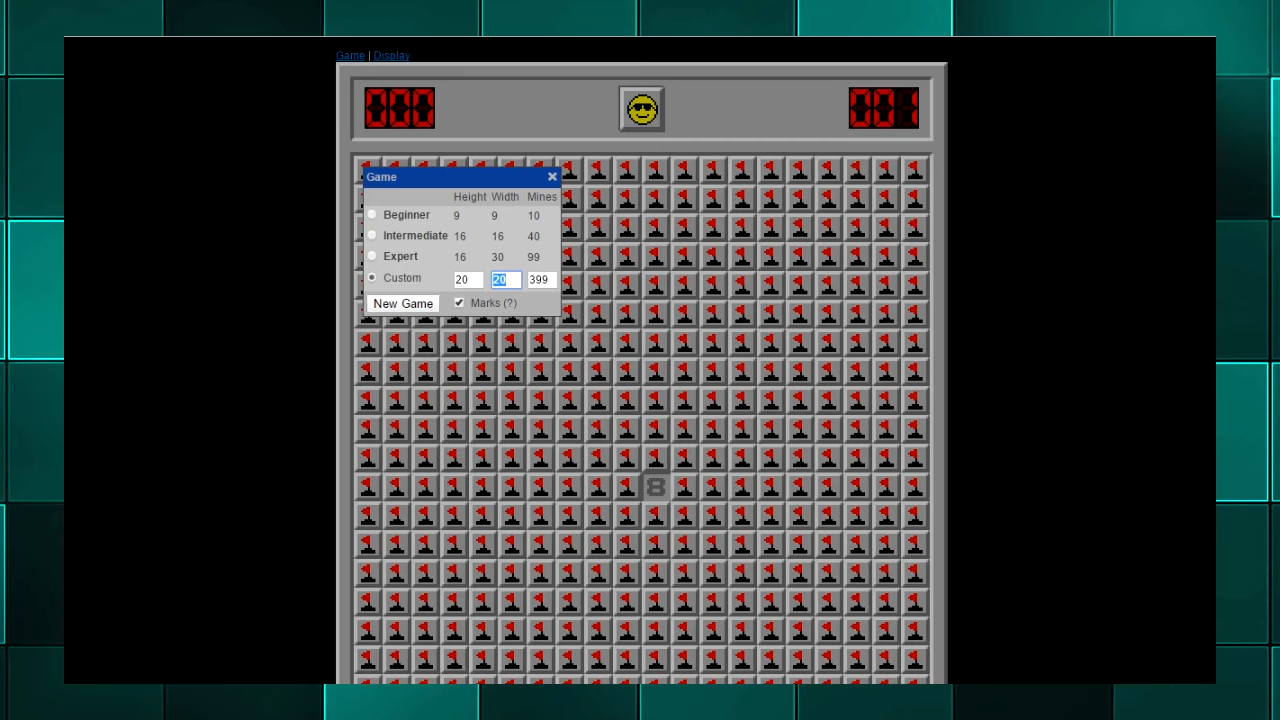 Game | Display
000 001
Game
Height Width Mines
Beginner 9 9 10
Intermediate 16 16 40
Expert 16 30 99
Custom 20 20 399
New Game Marks (?)
8